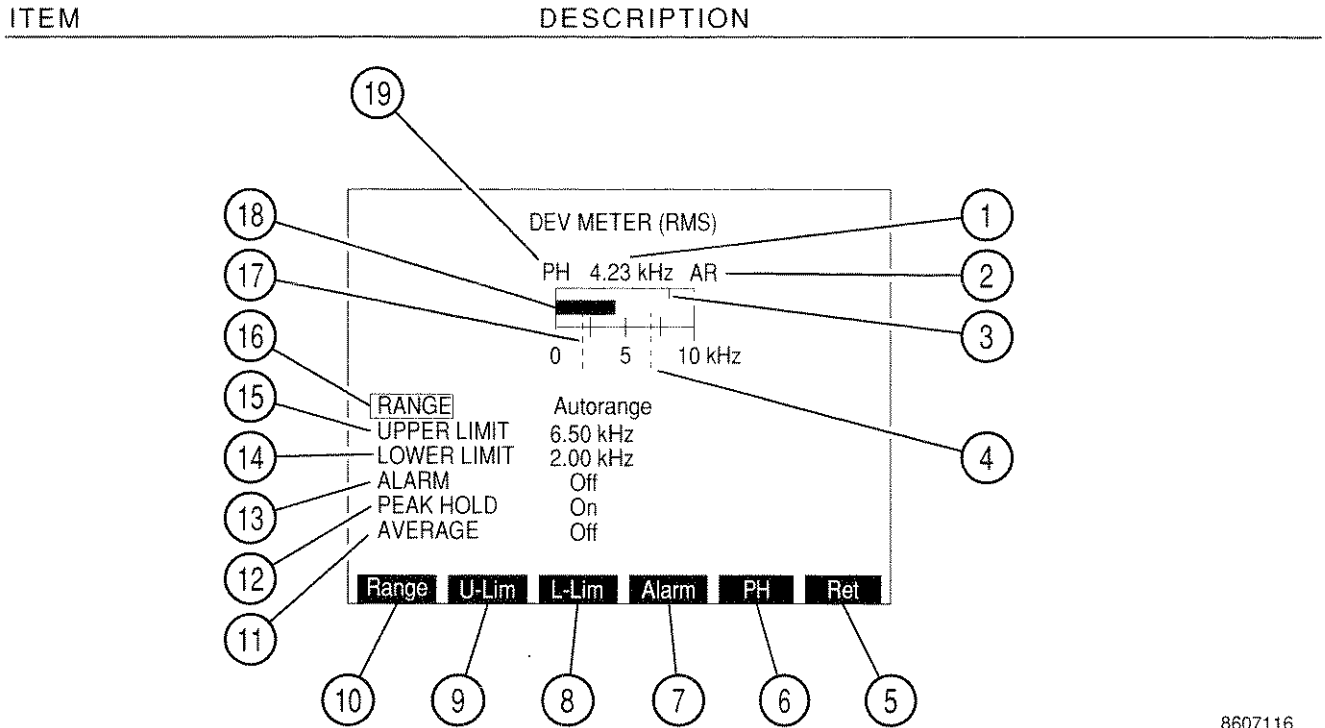 ITEM DESCRIPTION
19
18
17
16
15
14
13
12
11
DEV METER (RMS)
PH 4.23 kHz AR
0 5 10 kHz
RANGE Autorange
UPPER LIMIT 6.50 kHz
LOWER LIMIT 2.00 kHz
ALARM Off
PEAK HOLD On
AVERAGE Off
Range U-Lim L-Lim Alarm PH Ret
1
2
3
4
10 9 8 7 6 5
8607116